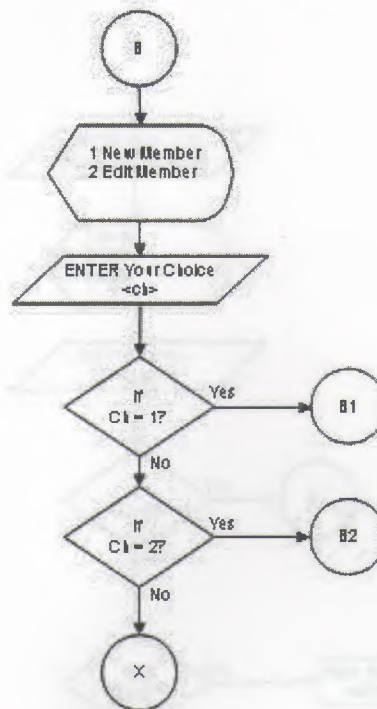 B
1 New Member
2 Edit Member
ENTER Your Choice
<ch>
If
Ch = 1?
Yes
B1
No
If
Ch = 2?
Yes
B2
No
X